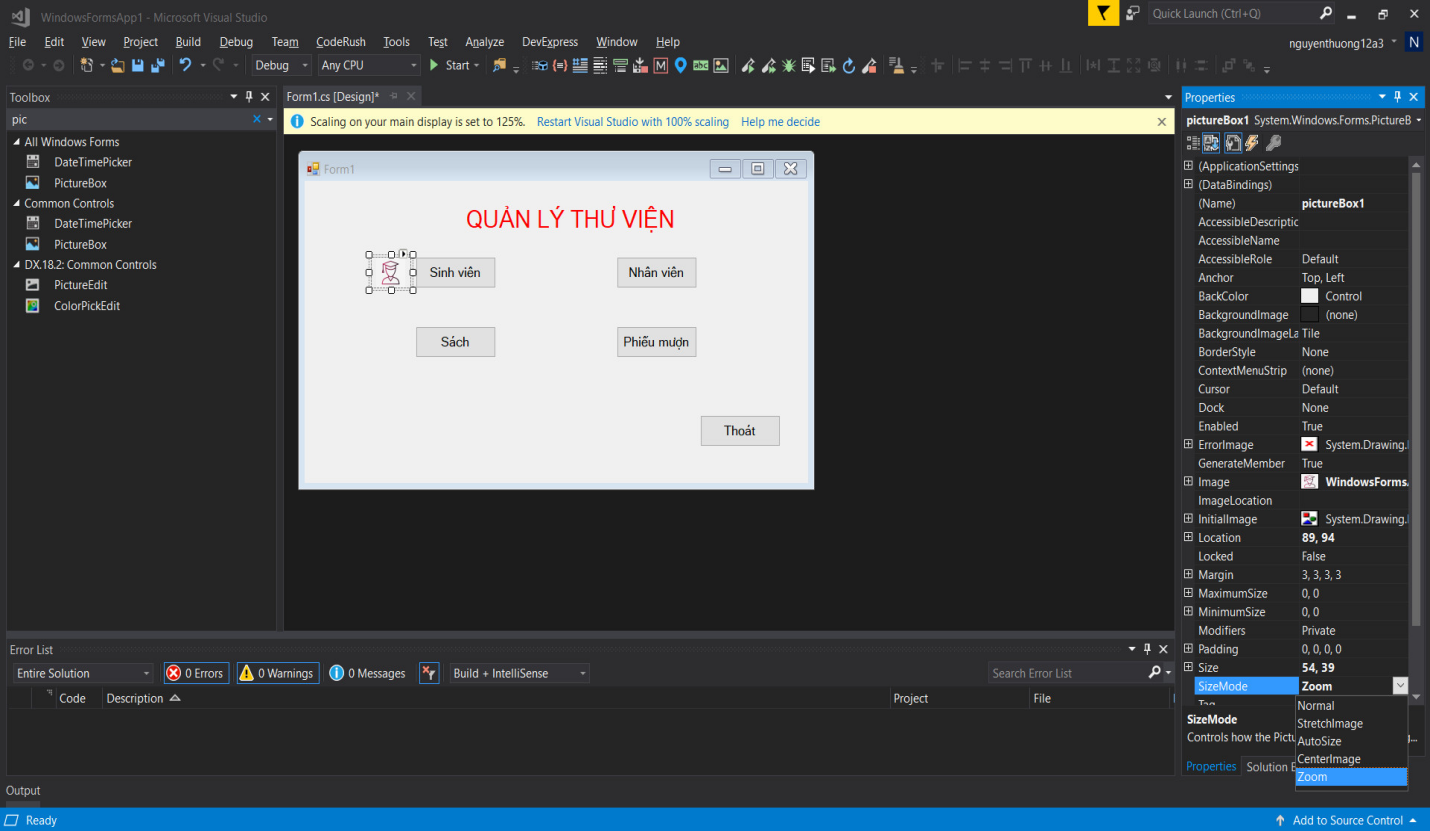 WindowsFormsApp1 - Microsoft Visual Studio
Quick Launch (Ctrl+Q)
File Edit View Project Build Debug Team CodeRush Tools Test Analyze DevExpress Window Help
nguyenthuong12a3 N
Debug Any CPU Start
Toolbox
pic
All Windows Forms
DateTimePicker
PictureBox
Common Controls
DateTimePicker
PictureBox
DX.18.2: Common Controls
PictureEdit
ColorPickEdit
Form1.cs [Design]*
Scaling on your main display is set to 125%. Restart Visual Studio with 100% scaling Help me decide
Form1
QUẢN LÝ THƯ VIỆN
Sinh viên
Nhân viên
Sách
Phiếu mượn
Thoát
Properties
pictureBox1 System.Windows.Forms.PictureB
(ApplicationSettings
(DataBindings)
(Name) pictureBox1
AccessibleDescriptic
AccessibleName
AccessibleRole Default
Anchor Top, Left
BackColor Control
BackgroundImage (none)
BackgroundImageLa Tile
BorderStyle None
ContextMenuStrip (none)
Cursor Default
Dock None
Enabled True
ErrorImage System.Drawing.
GenerateMember True
Image WindowsForms
ImageLocation
InitialImage System.Drawing.
Location 89, 94
Locked False
Margin 3, 3, 3, 3
MaximumSize 0, 0
MinimumSize 0, 0
Modifiers Private
Padding 0, 0, 0, 0
Size 54, 39
SizeMode Zoom
Normal
StretchImage
AutoSize
CenterImage
Zoom
SizeMode
Controls how the Pictu
Properties Solution E
Error List
Entire Solution 0 Errors 0 Warnings 0 Messages Build + IntelliSense Search Error List
Code Description Project File
Output
Ready Add to Source Control